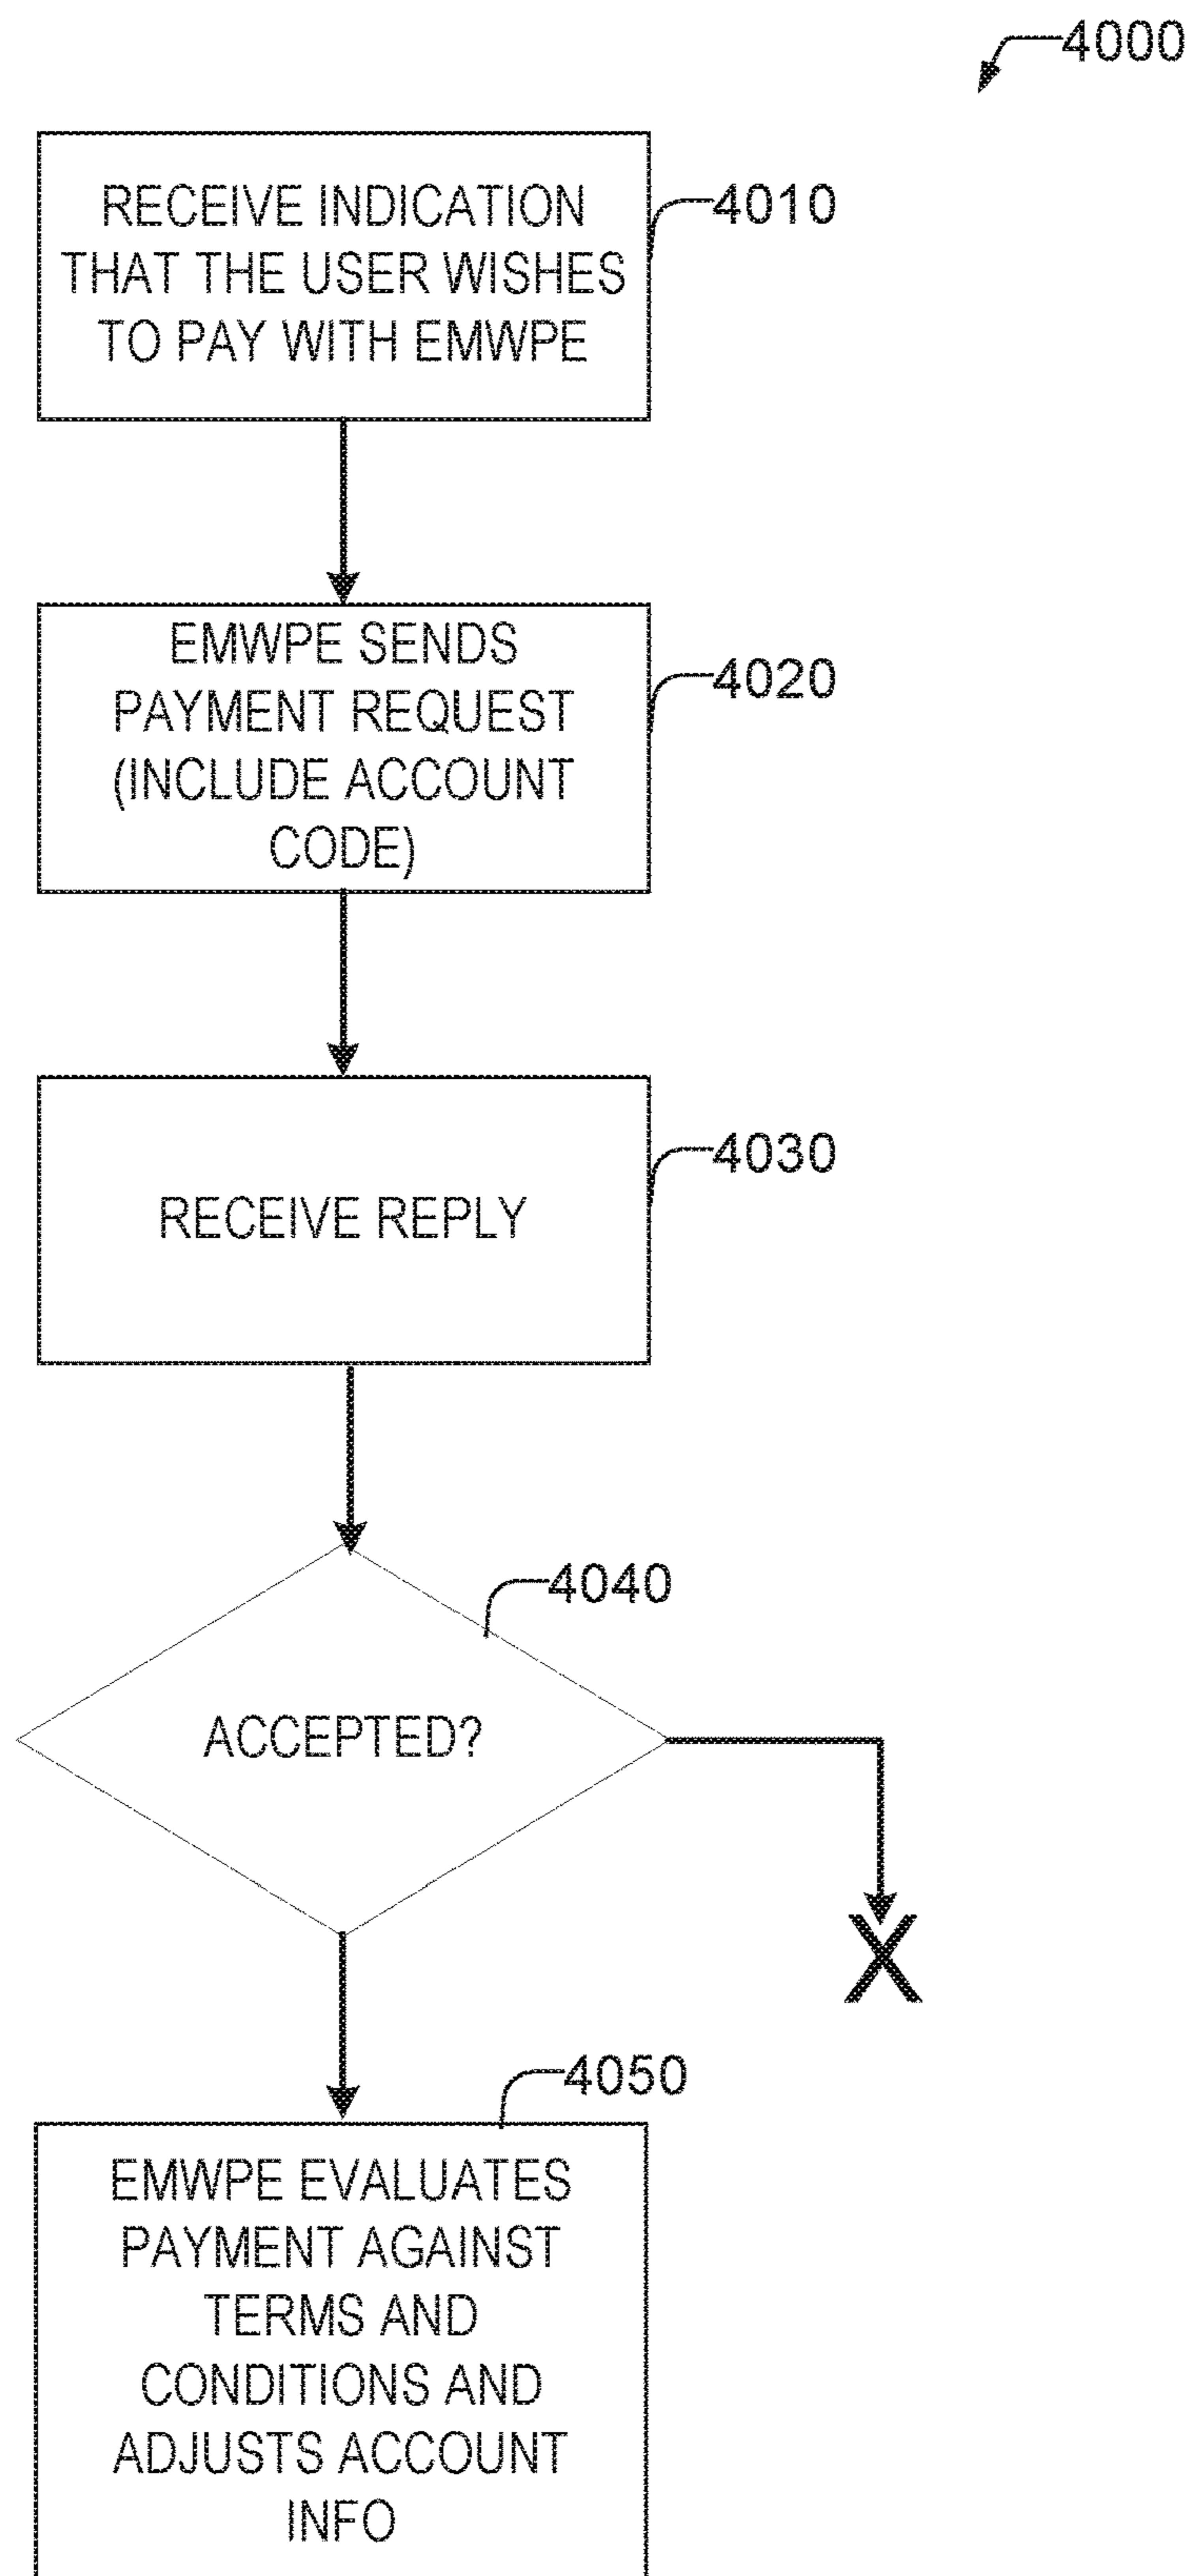 4000
RECEIVE INDICATION
THAT THE USER WISHES
TO PAY WITH EMWPE
4010
EMWPE SENDS
PAYMENT REQUEST
(INCLUDE ACCOUNT
CODE)
4020
RECEIVE REPLY
4030
ACCEPTED?
4040
X
4050
EMWPE EVALUATES
PAYMENT AGAINST
TERMS AND
CONDITIONS AND
ADJUSTS ACCOUNT
INFO